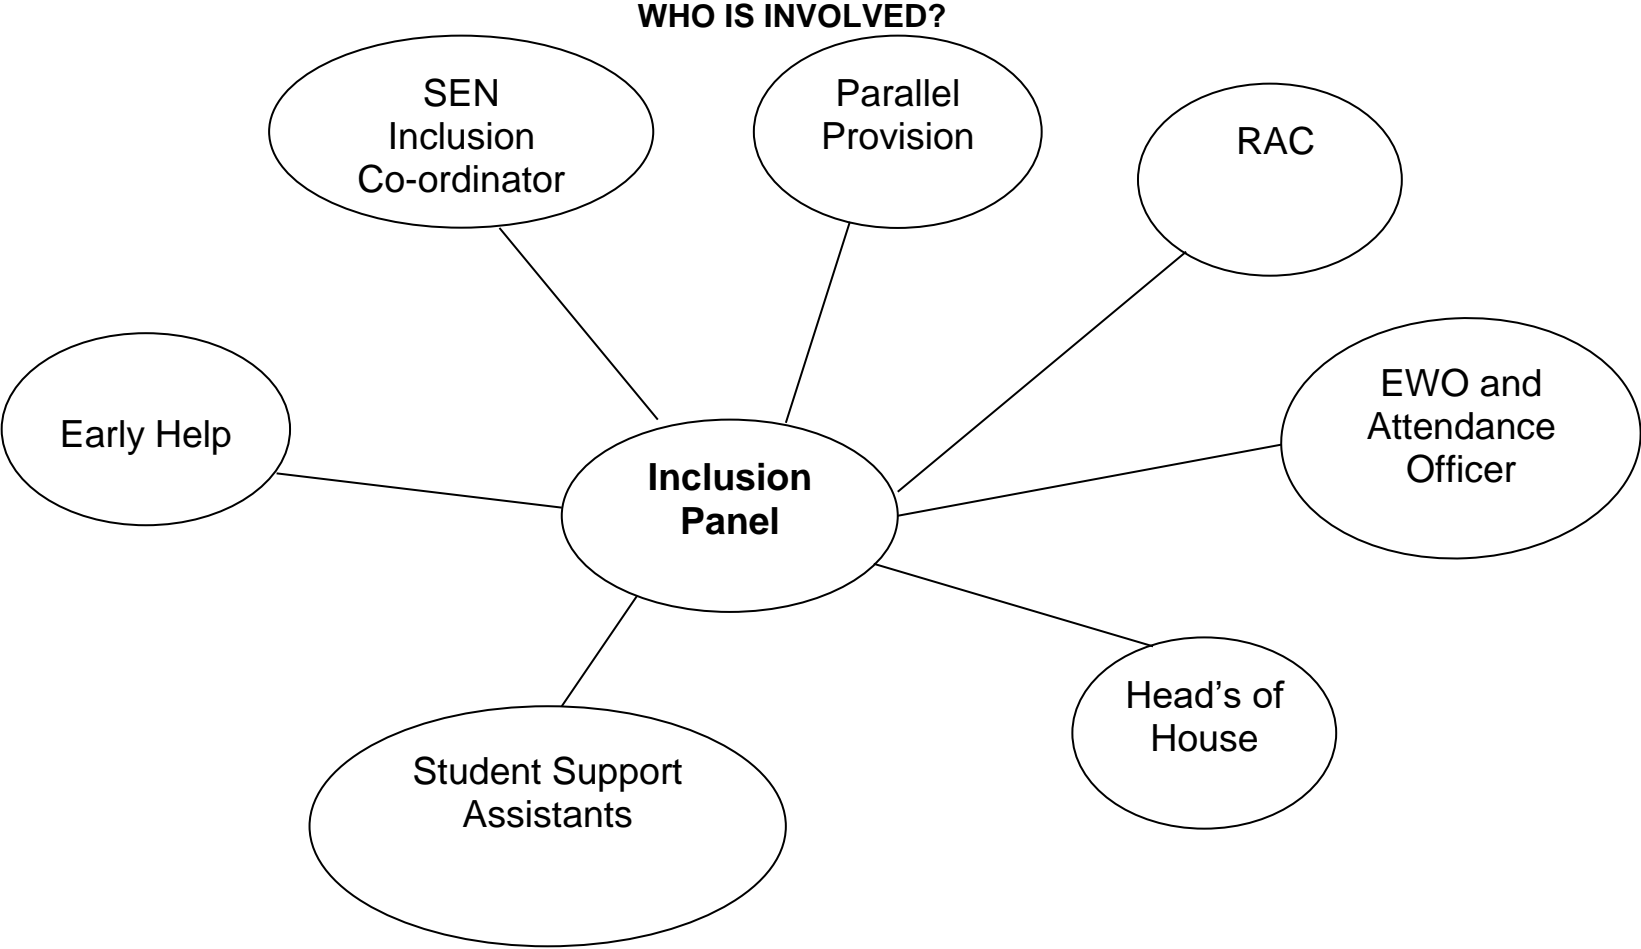 WHO IS INVOLVED?
SEN
Inclusion
Co-ordinator
Parallel
Provision
RAC
Early Help
EWO and
Attendance
Officer
Inclusion
Panel
Head’s of
House
Student Support
Assistants